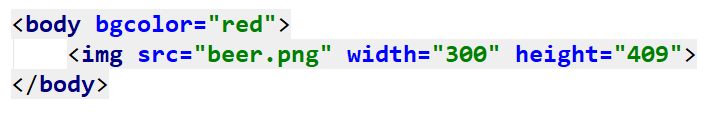 <body bgcolor="red">
<img src="beer.png" width="300" height="409">
</body>